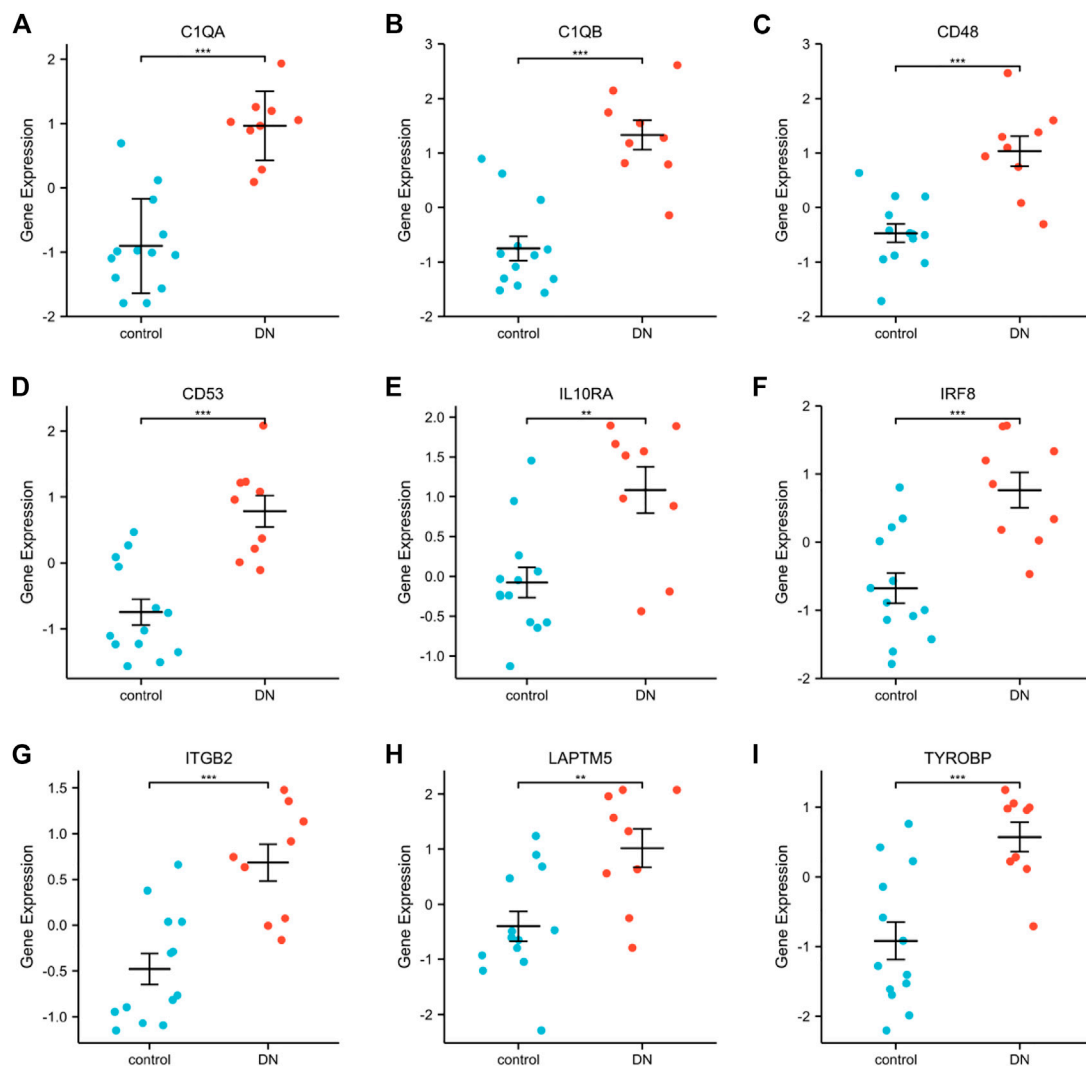 A
C1QA
***
Gene Expression
2
1
0
-1
-2
control
DN
B
C1QB
***
Gene Expression
3
2
1
0
-1
-2
control
DN
C
CD48
***
Gene Expression
3
2
1
0
-1
-2
control
DN
D
CD53
***
Gene Expression
2
1
0
-1
control
DN
E
IL10RA
**
Gene Expression
2.0
1.5
1.0
0.5
0.0
-0.5
-1.0
control
DN
F
IRF8
***
Gene Expression
2
1
0
-1
-2
control
DN
G
ITGB2
***
Gene Expression
1.5
1.0
0.5
0.0
-0.5
-1.0
control
DN
H
LAPTM5
**
Gene Expression
2
1
0
-1
-2
control
DN
I
TYROBP
***
Gene Expression
1
0
-1
-2
control
DN